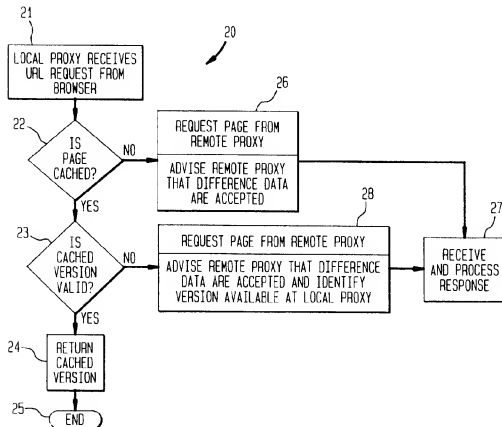 21
20
LOCAL PROXY RECEIVES
URL REQUEST FROM
BROWSER
22
IS
PAGE
CACHED?
NO
YES
26
REQUEST PAGE FROM
REMOTE PROXY
ADVISE REMOTE PROXY
THAT DIFFERENCE DATA
ARE ACCEPTED
23
IS
CACHED
VERSION
VALID?
NO
YES
28
REQUEST PAGE FROM REMOTE PROXY
ADVISE REMOTE PROXY THAT DIFFERENCE
DATA ARE ACCEPTED AND IDENTIFY
VERSION AVAILABLE AT LOCAL PROXY
27
RECEIVE
AND PROCESS
RESPONSE
24
RETURN
CACHED
VERSION
25
END